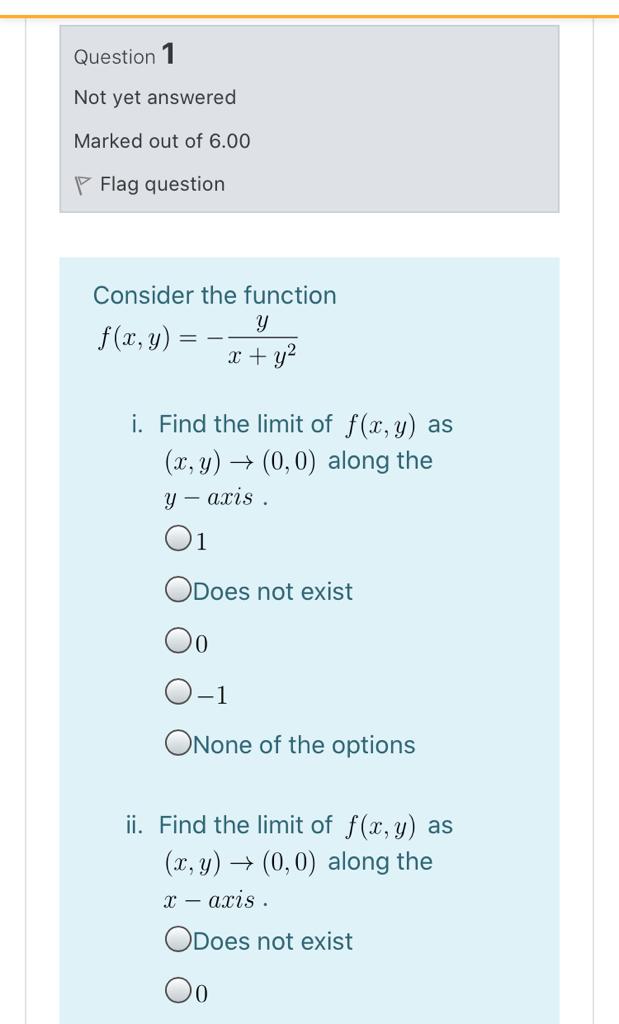 Question 1
Not yet answered
Marked out of 6.00
Flag question
Consider the function
f(x, y) = −y/(x + y²)
i. Find the limit of f(x, y) as
(x, y) → (0, 0) along the
y − axis .
1
Does not exist
0
−1
None of the options
ii. Find the limit of f(x, y) as
(x, y) → (0, 0) along the
x − axis .
Does not exist
0